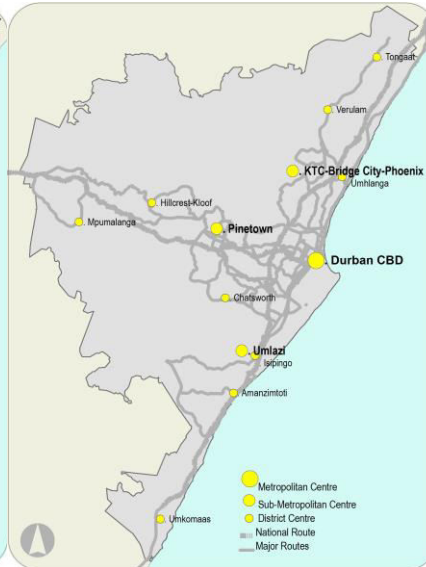 Tongaat
Verulam
KTC-Bridge City-Phoenix
Umhlanga
Hillcrest-Kloof
Mpumalanga
Pinetown
Durban CBD
Chatsworth
Umlazi
Isipingo
Amanzimtoti
Umkomaas
Metropolitan Centre
Sub-Metropolitan Centre
District Centre
National Route
Major Routes